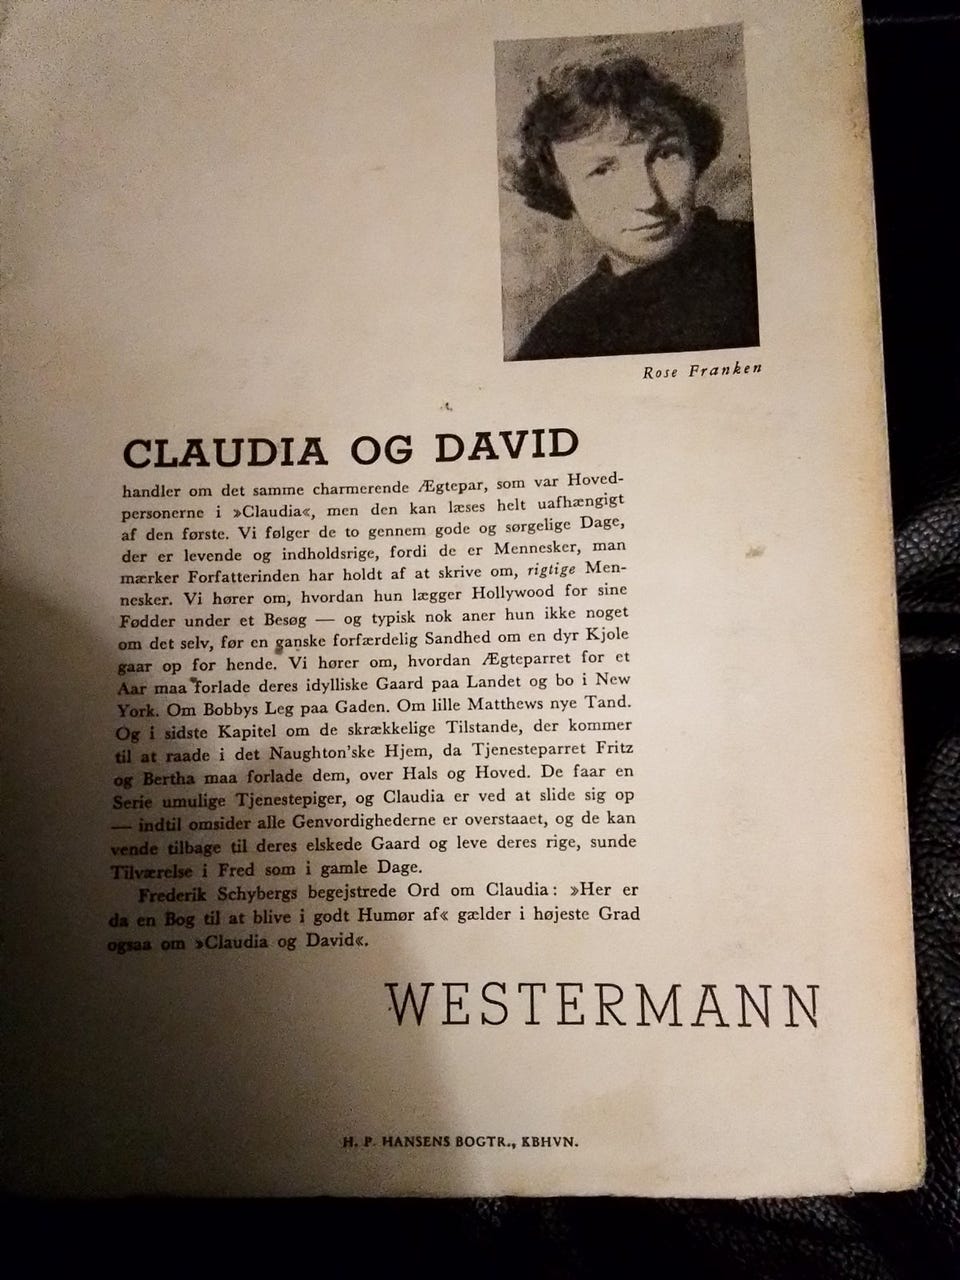 Rose Franken
CLAUDIA OG DAVID
handler om det samme charmerende Ægtepar, som var Hoved-
personerne i »Claudia«, men den kan læses helt uafhængigt
af den første. Vi følger de to gennem gode og sørgelige Dage,
der er levende og indholdsrige, fordi de er Mennesker, man
mærker Forfatterinden har holdt af at skrive om, rigtige Men-
nesker. Vi hører om, hvordan hun lægger Hollywood for sine
Fødder under et Besøg — og typisk nok aner hun ikke noget
om det selv, før en ganske forfærdelig Sandhed om en dyr Kjole
gaar op for hende. Vi hører om, hvordan Ægteparret for et
Aar maa forlade deres idylliske Gaard paa Landet og bo i New
York. Om Bobbys Leg paa Gaden. Om lille Matthews nye Tand.
Og i sidste Kapitel om de skrækkelige Tilstande, der kommer
til at raade i det Naughton'ske Hjem, da Tjenesteparret Fritz
og Bertha maa forlade dem, over Hals og Hoved. De faar en
Serie umulige Tjenestepiger, og Claudia er ved at slide sig op
— indtil omsider alle Genvordighederne er overstaaet, og de kan
vende tilbage til deres elskede Gaard og leve deres rige, sunde
Tilværelse i Fred som i gamle Dage.
Frederik Schybergs begejstrede Ord om Claudia: »Her er
da en Bog til at blive i godt Humør af« gælder i højeste Grad
ogsaa om »Claudia og David«.
WESTERMANN
H. P. HANSENS BOGTR., KBHVN.